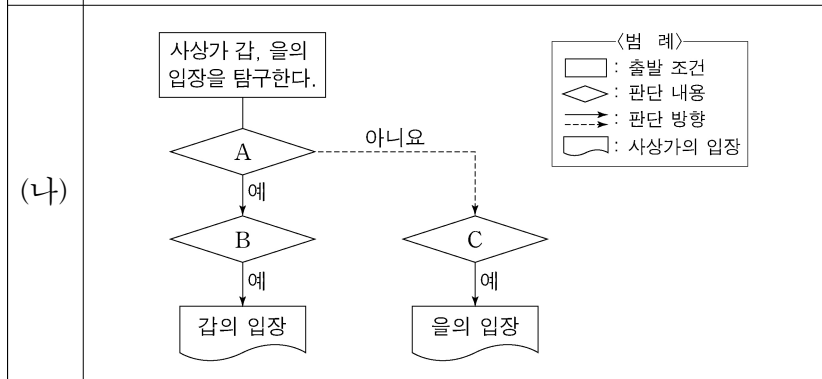 사상가 갑, 을의
입장을 탐구한다.
〈범 례〉
: 출발 조건
: 판단 내용
: 판단 방향
: 사상가의 입장
(나)
A
아니요
예
B
C
예
예
갑의 입장
을의 입장